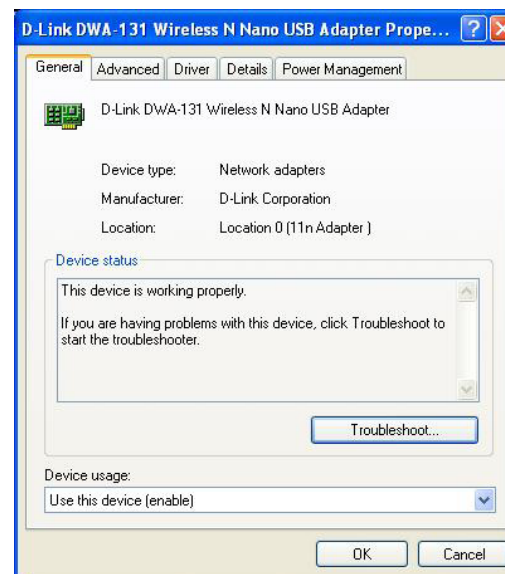 D-Link DWA-131 Wireless N Nano USB Adapter Prope... ?
General Advanced Driver Details Power Management
D-Link DWA-131 Wireless N Nano USB Adapter
Device type: Network adapters
Manufacturer: D-Link Corporation
Location: Location 0 (11n Adapter )
Device status
This device is working properly.
If you are having problems with this device, click Troubleshoot to
start the troubleshooter.
Troubleshoot...
Device usage:
Use this device (enable)
OK Cancel